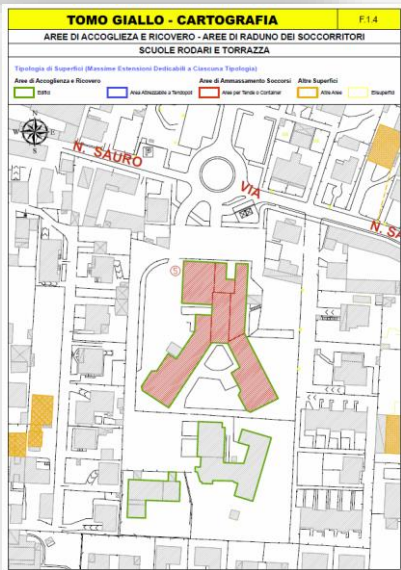 TOMO GIALLO - CARTOGRAFIA F.1.4
AREE DI ACCOGLIEZA E RICOVERO - AREE DI RADUNO DEI SOCCORRITORI
SCUOLE RODARI E TORRAZZA
Tipologia di Superfici (Massime Estensioni Dedicabili a Ciascuna Tipologia)
Aree di Accoglienza e Ricovero Aree di Ammassamento Soccorsi Altre Superfici
Edifici Area Attrezzabile a Tendopoli Aree per Tende o Container Altre Aree Elisuperfici
N
E
N. SAURO
VIA
N. SA
5